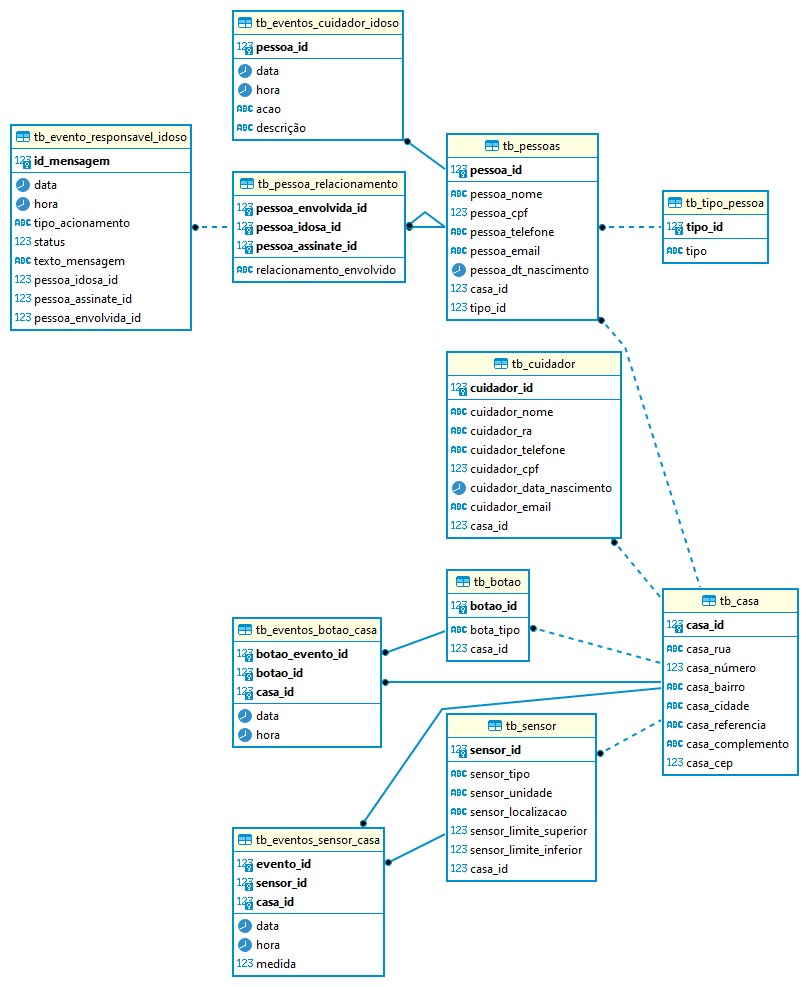 tb_eventos_cuidador_idoso
123 pessoa_id
data
hora
ABC acao
ABC descrição
tb_evento_responsavel_idoso
123 id_mensagem
data
hora
ABC tipo_acionamento
123 status
ABC texto_mensagem
123 pessoa_idosa_id
123 pessoa_assinate_id
123 pessoa_envolvida_id
tb_pessoa_relacionamento
123 pessoa_envolvida_id
123 pessoa_idosa_id
123 pessoa_assinate_id
ABC relacionamento_envolvido
tb_pessoas
123 pessoa_id
ABC pessoa_nome
123 pessoa_cpf
ABC pessoa_telefone
ABC pessoa_email
pessoa_dt_nascimento
123 casa_id
123 tipo_id
tb_tipo_pessoa
123 tipo_id
ABC tipo
tb_cuidador
123 cuidador_id
ABC cuidador_nome
ABC cuidador_ra
ABC cuidador_telefone
123 cuidador_cpf
cuidador_data_nascimento
ABC cuidador_email
123 casa_id
tb_botao
123 botao_id
ABC bota_tipo
123 casa_id
tb_casa
123 casa_id
ABC casa_rua
123 casa_número
ABC casa_bairro
ABC casa_cidade
ABC casa_referencia
ABC casa_complemento
123 casa_cep
tb_eventos_botao_casa
123 botao_evento_id
123 botao_id
123 casa_id
data
hora
tb_sensor
123 sensor_id
ABC sensor_tipo
ABC sensor_unidade
ABC sensor_localizacao
123 sensor_limite_superior
123 sensor_limite_inferior
123 casa_id
tb_eventos_sensor_casa
123 evento_id
123 sensor_id
123 casa_id
data
hora
123 medida